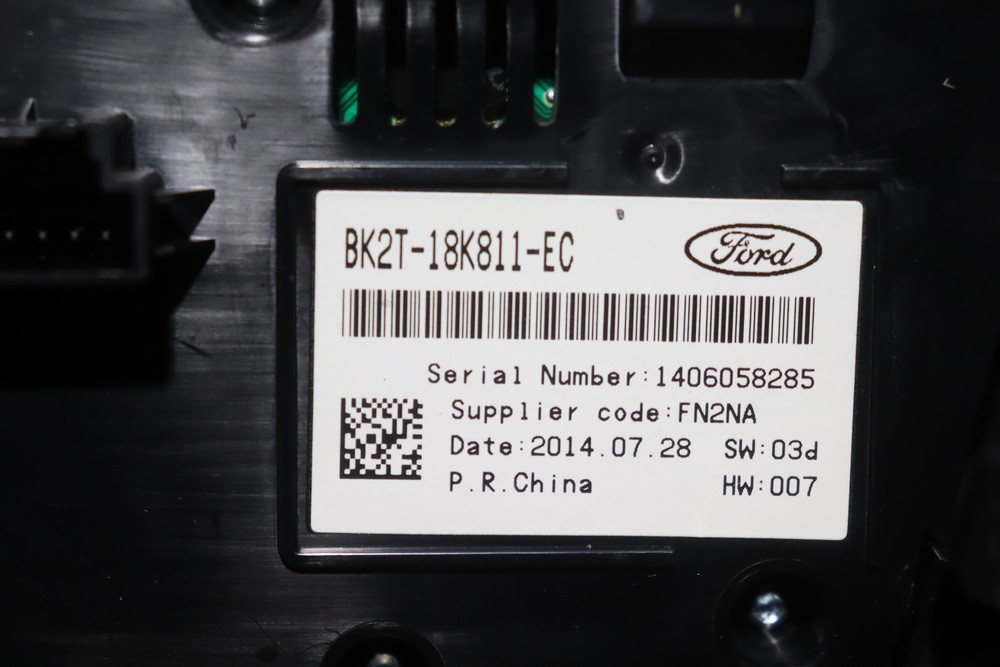 BK2T-18K811-EC
Ford
Serial Number:1406058285
Supplier code:FN2NA
Date:2014.07.28 SW:03d
P.R.China HW:007